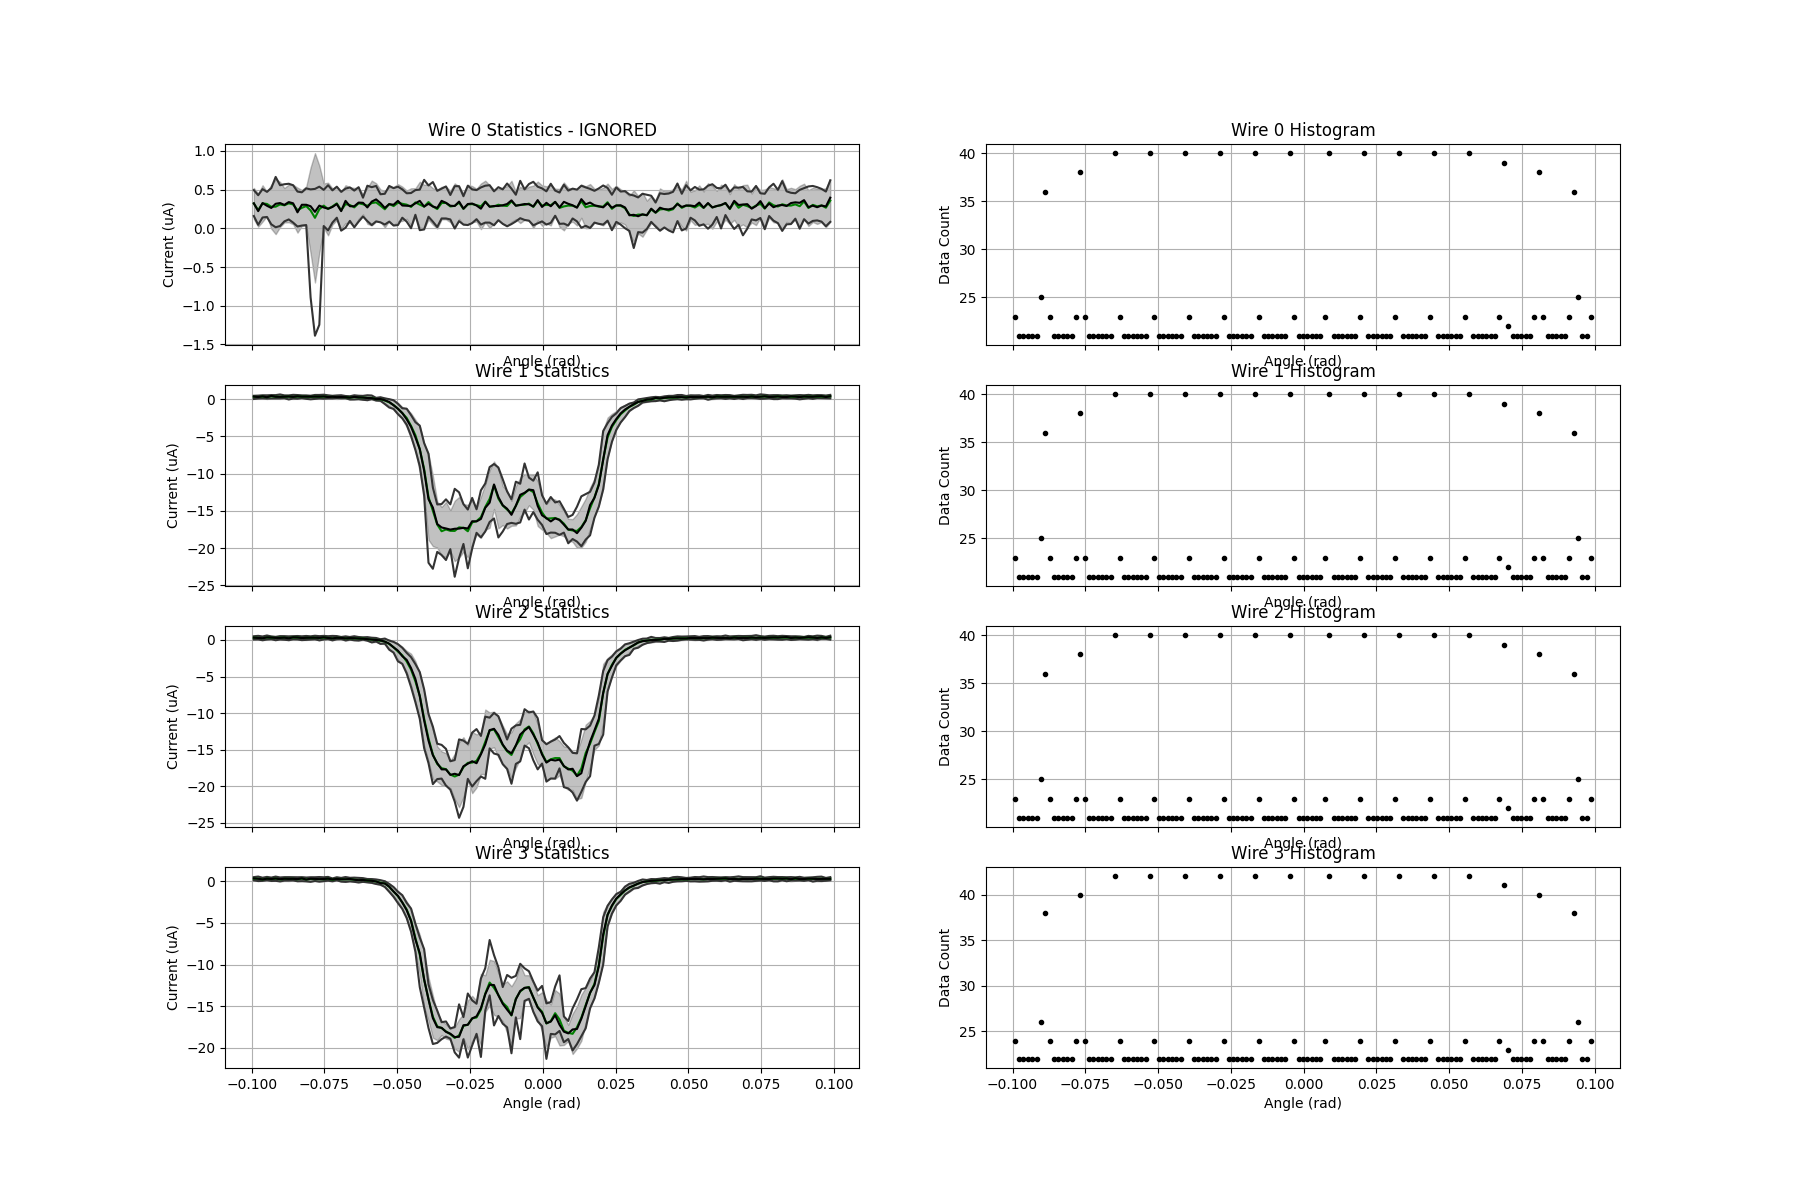 Wire 0 Statistics - IGNORED
1.0
0.5
0.0
−0.5
−1.0
−1.5
Current (uA)
Angle (rad)
Wire 0 Histogram
40
35
30
25
Data Count
Angle (rad)
Wire 1 Statistics
0
−5
−10
−15
−20
−25
Current (uA)
Angle (rad)
Wire 1 Histogram
40
35
30
25
Data Count
Angle (rad)
Wire 2 Statistics
0
−5
−10
−15
−20
−25
Current (uA)
Angle (rad)
Wire 2 Histogram
40
35
30
25
Data Count
Angle (rad)
Wire 3 Statistics
0
−5
−10
−15
−20
Current (uA)
−0.100 −0.075 −0.050 −0.025 0.000 0.025 0.050 0.075 0.100
Angle (rad)
Wire 3 Histogram
40
35
30
25
Data Count
−0.100 −0.075 −0.050 −0.025 0.000 0.025 0.050 0.075 0.100
Angle (rad)